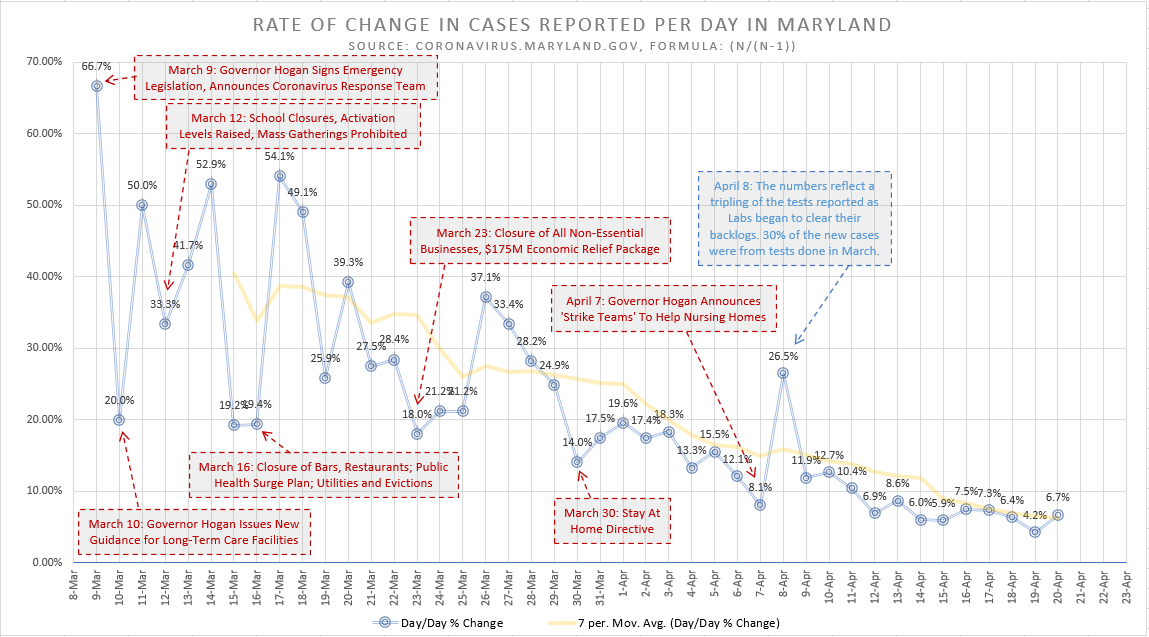 RATE OF CHANGE IN CASES REPORTED PER DAY IN MARYLAND
SOURCE: CORONAVIRUS.MARYLAND.GOV, FORMULA: (N/(N-1))
70.00%
60.00%
50.00%
40.00%
30.00%
20.00%
10.00%
0.00%
66.7%
20.0%
50.0%
33.3%
41.7%
52.9%
19.2%
19.4%
54.1%
49.1%
25.9%
39.3%
27.5%
28.4%
18.0%
21.2%
21.2%
37.1%
33.4%
28.2%
24.9%
14.0%
17.5%
19.6%
17.4%
18.3%
13.3%
15.5%
12.1%
8.1%
26.5%
11.9%
12.7%
10.4%
6.9%
8.6%
6.0%
5.9%
7.5%
7.3%
6.4%
4.2%
6.7%
March 9: Governor Hogan Signs Emergency
Legislation, Announces Coronavirus Response Team
March 12: School Closures, Activation
Levels Raised, Mass Gatherings Prohibited
April 8: The numbers reflect a
tripling of the tests reported as
Labs began to clear their
backlogs. 30% of the new cases
were from tests done in March.
March 23: Closure of All Non-Essential
Businesses, $175M Economic Relief Package
April 7: Governor Hogan Announces
'Strike Teams' To Help Nursing Homes
March 16: Closure of Bars, Restaurants; Public
Health Surge Plan; Utilities and Evictions
March 30: Stay At
Home Directive
March 10: Governor Hogan Issues New
Guidance for Long-Term Care Facilities
8-Mar
9-Mar
10-Mar
11-Mar
12-Mar
13-Mar
14-Mar
15-Mar
16-Mar
17-Mar
18-Mar
19-Mar
20-Mar
21-Mar
22-Mar
23-Mar
24-Mar
25-Mar
26-Mar
27-Mar
28-Mar
29-Mar
30-Mar
31-Mar
1-Apr
2-Apr
3-Apr
4-Apr
5-Apr
6-Apr
7-Apr
8-Apr
9-Apr
10-Apr
11-Apr
12-Apr
13-Apr
14-Apr
15-Apr
16-Apr
17-Apr
18-Apr
19-Apr
20-Apr
21-Apr
22-Apr
23-Apr
Day/Day % Change
7 per. Mov. Avg. (Day/Day % Change)